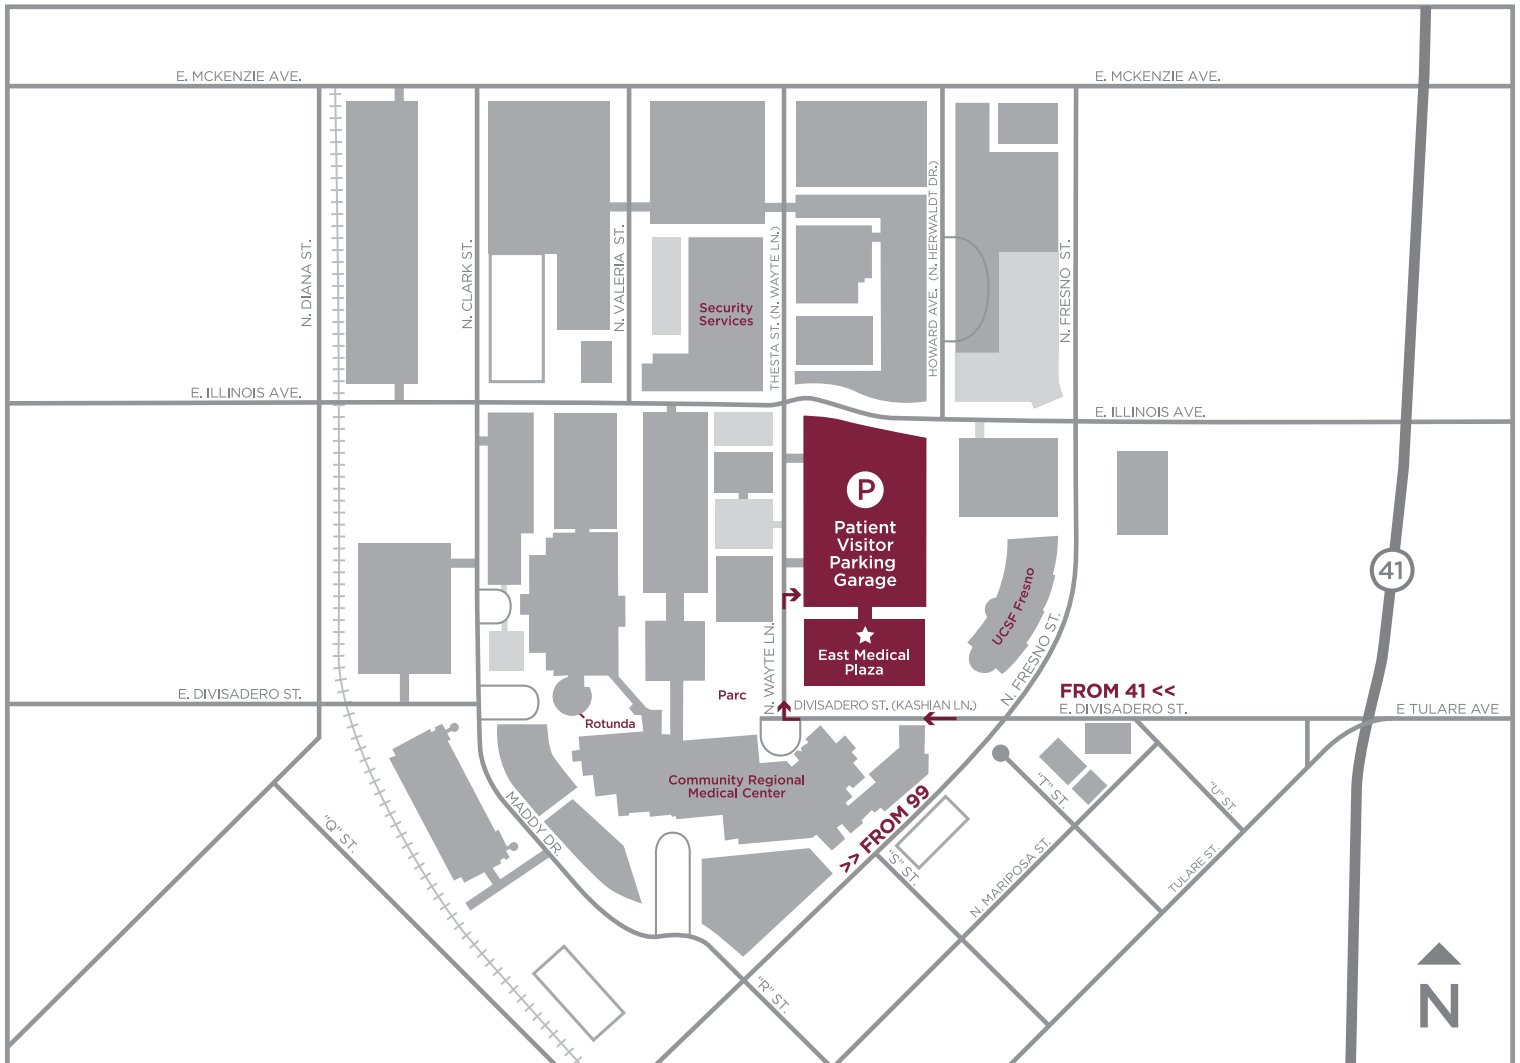 E. MCKENZIE AVE.
E. MCKENZIE AVE.
N. DIANA ST.
N. CLARK ST.
N. VALERIA ST.
THESTA ST. (N. WAYTE LN.)
HOWARD AVE. (N. HERWALDT DR.)
N. FRESNO ST.
Security
Services
E. ILLINOIS AVE.
E. ILLINOIS AVE.
P
Patient
Visitor
Parking
Garage
41
UCSF Fresno
N. WAYTE LN.
East Medical
Plaza
N. FRESNO ST.
E. DIVISADERO ST.
Parc
FROM 41 <<
DIVISADERO ST. (KASHIAN LN.)
E. DIVISADERO ST.
E TULARE AVE
Rotunda
Community Regional
Medical Center
MADDY DR.
>> FROM 99
"Q" ST.
"T" ST.
"U" ST.
"S" ST.
N. MARIPOSA ST.
TULARE ST.
"R" ST.
N